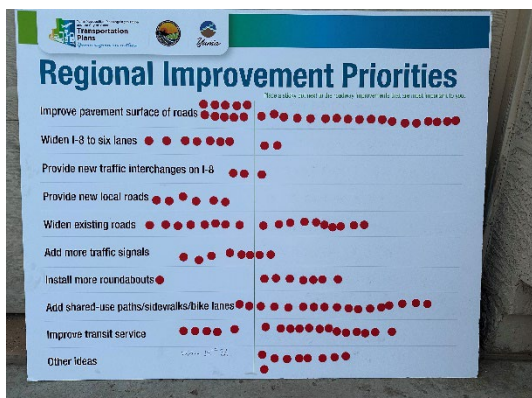 Transportation
Plans
Yuma
Regional Improvement Priorities
Improve pavement surface of roads
Widen I-8 to six lanes
Provide new traffic interchanges on I-8
Provide new local roads
Widen existing roads
Add more traffic signals
Install more roundabouts
Add shared-use paths/sidewalks/bike lanes
Improve transit service
Other ideas